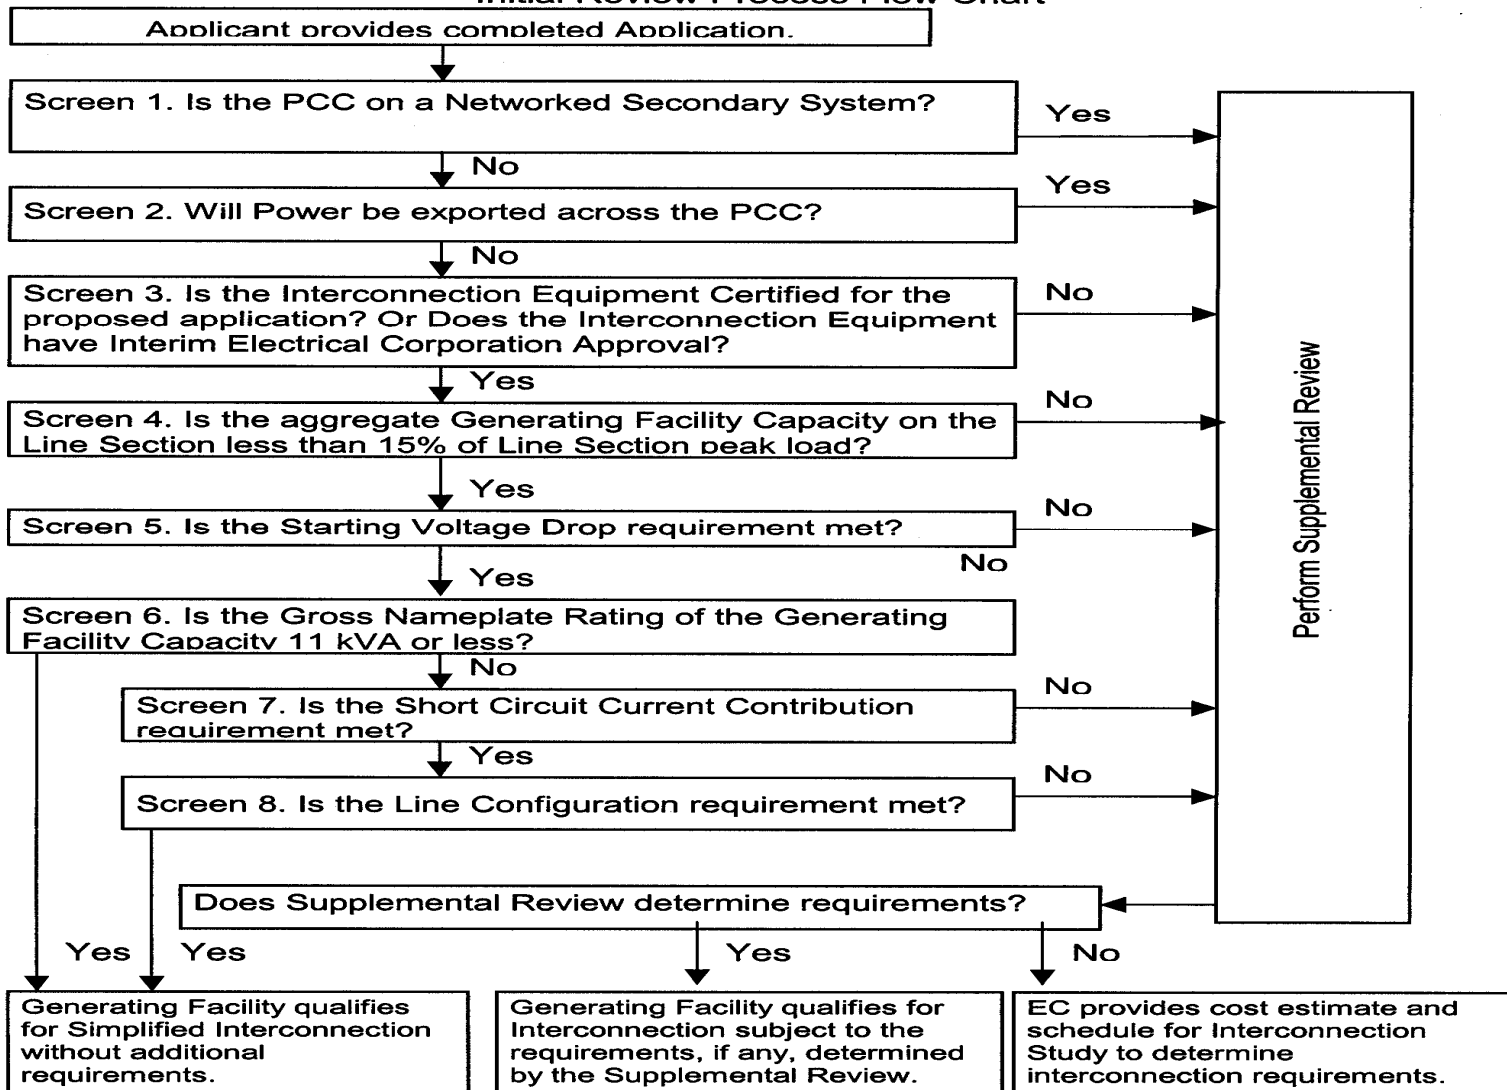 Initial Review Process Flow Chart
Applicant provides completed Application.
Screen 1. Is the PCC on a Networked Secondary System?
Yes
No
Yes
Screen 2. Will Power be exported across the PCC?
No
Screen 3. Is the Interconnection Equipment Certified for the
proposed application? Or Does the Interconnection Equipment
have Interim Electrical Corporation Approval?
No
Yes
Screen 4. Is the aggregate Generating Facility Capacity on the
Line Section less than 15% of Line Section peak load?
No
Yes
Screen 5. Is the Starting Voltage Drop requirement met?
No
No
Yes
Screen 6. Is the Gross Nameplate Rating of the Generating
Facility Capacity 11 kVA or less?
No
Screen 7. Is the Short Circuit Current Contribution
requirement met?
No
Yes
Screen 8. Is the Line Configuration requirement met?
No
Perform Supplemental Review
Does Supplemental Review determine requirements?
Yes
Yes
Yes
No
Generating Facility qualifies
for Simplified Interconnection
without additional
requirements.
Generating Facility qualifies for
Interconnection subject to the
requirements, if any, determined
by the Supplemental Review.
EC provides cost estimate and
schedule for Interconnection
Study to determine
interconnection requirements.